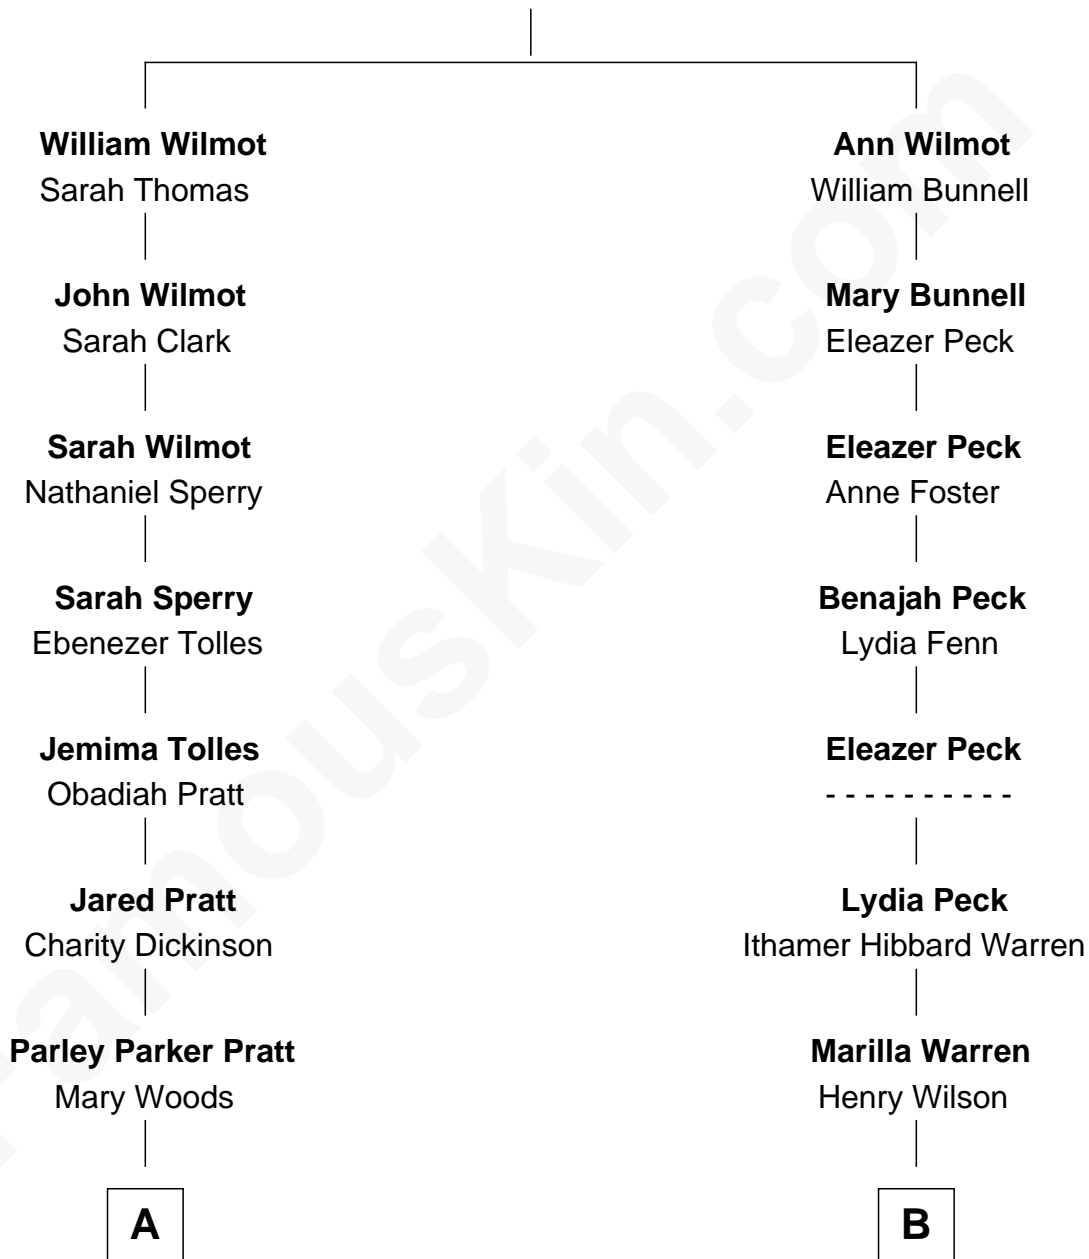 William Wilmot
Sarah Thomas
John Wilmot
Sarah Clark
Sarah Wilmot
Nathaniel Sperry
Sarah Sperry
Ebenezer Tolles
Jemima Tolles
Obadiah Pratt
Jared Pratt
Charity Dickinson
Parley Parker Pratt
Mary Woods
A
Ann Wilmot
William Bunnell
Mary Bunnell
Eleazer Peck
Eleazer Peck
Anne Foster
Benajah Peck
Lydia Fenn
Eleazer Peck
- - - - - - - - - -
Lydia Peck
Ithamer Hibbard Warren
Marilla Warren
Henry Wilson
B
FamousKin.com